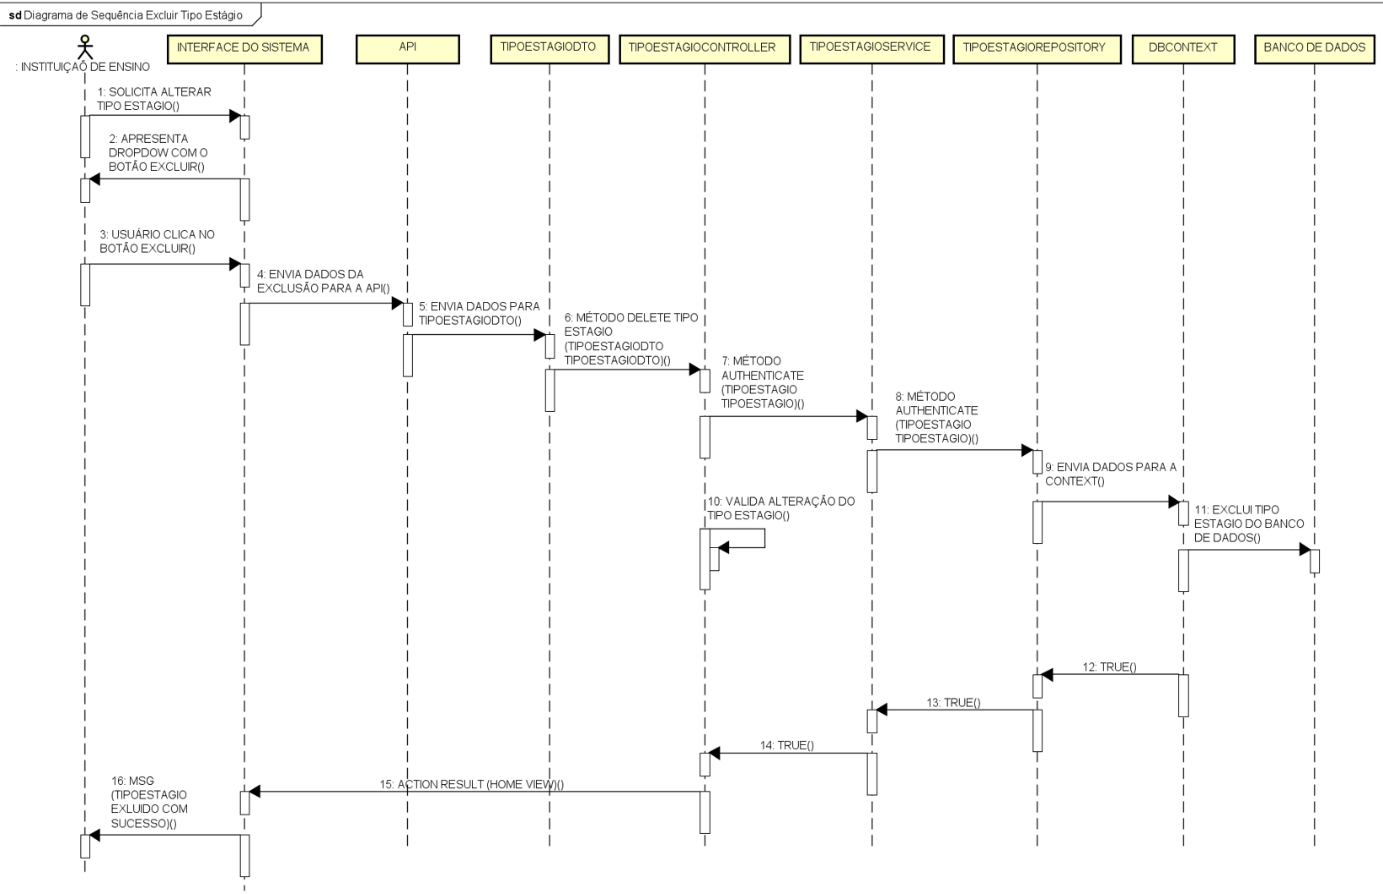 sd Diagrama de Sequência Excluir Tipo Estágio
: INSTITUIÇAÕ DE ENSINO
INTERFACE DO SISTEMA
API
TIPOESTAGIODTO
TIPOESTAGIOCONTROLLER
TIPOESTAGIOSERVICE
TIPOESTAGIOREPOSITORY
DBCONTEXT
BANCO DE DADOS
1: SOLICITA ALTERAR
TIPO ESTAGIO()
2: APRESENTA
DROPDOW COM O
BOTÃO EXCLUIR()
3: USUÁRIO CLICA NO
BOTÃO EXCLUIR()
4: ENVIA DADOS DA
EXCLUSÃO PARA A API()
5: ENVIA DADOS PARA
TIPOESTAGIODTO()
6: MÉTODO DELETE TIPO
ESTAGIO
(TIPOESTAGIODTO
TIPOESTAGIODTO)()
7: MÉTODO
AUTHENTICATE
(TIPOESTAGIO
TIPOESTAGIO)()
8: MÉTODO
AUTHENTICATE
(TIPOESTAGIO
TIPOESTAGIO)()
9: ENVIA DADOS PARA A
CONTEXT()
10: VALIDA ALTERAÇÃO DO
TIPO ESTAGIO()
11: EXCLUI TIPO
ESTAGIO DO BANCO
DE DADOS()
12: TRUE()
13: TRUE()
14: TRUE()
15: ACTION RESULT (HOME VIEW)()
16: MSG
(TIPOESTAGIO
EXLUIDO COM
SUCESSO)()